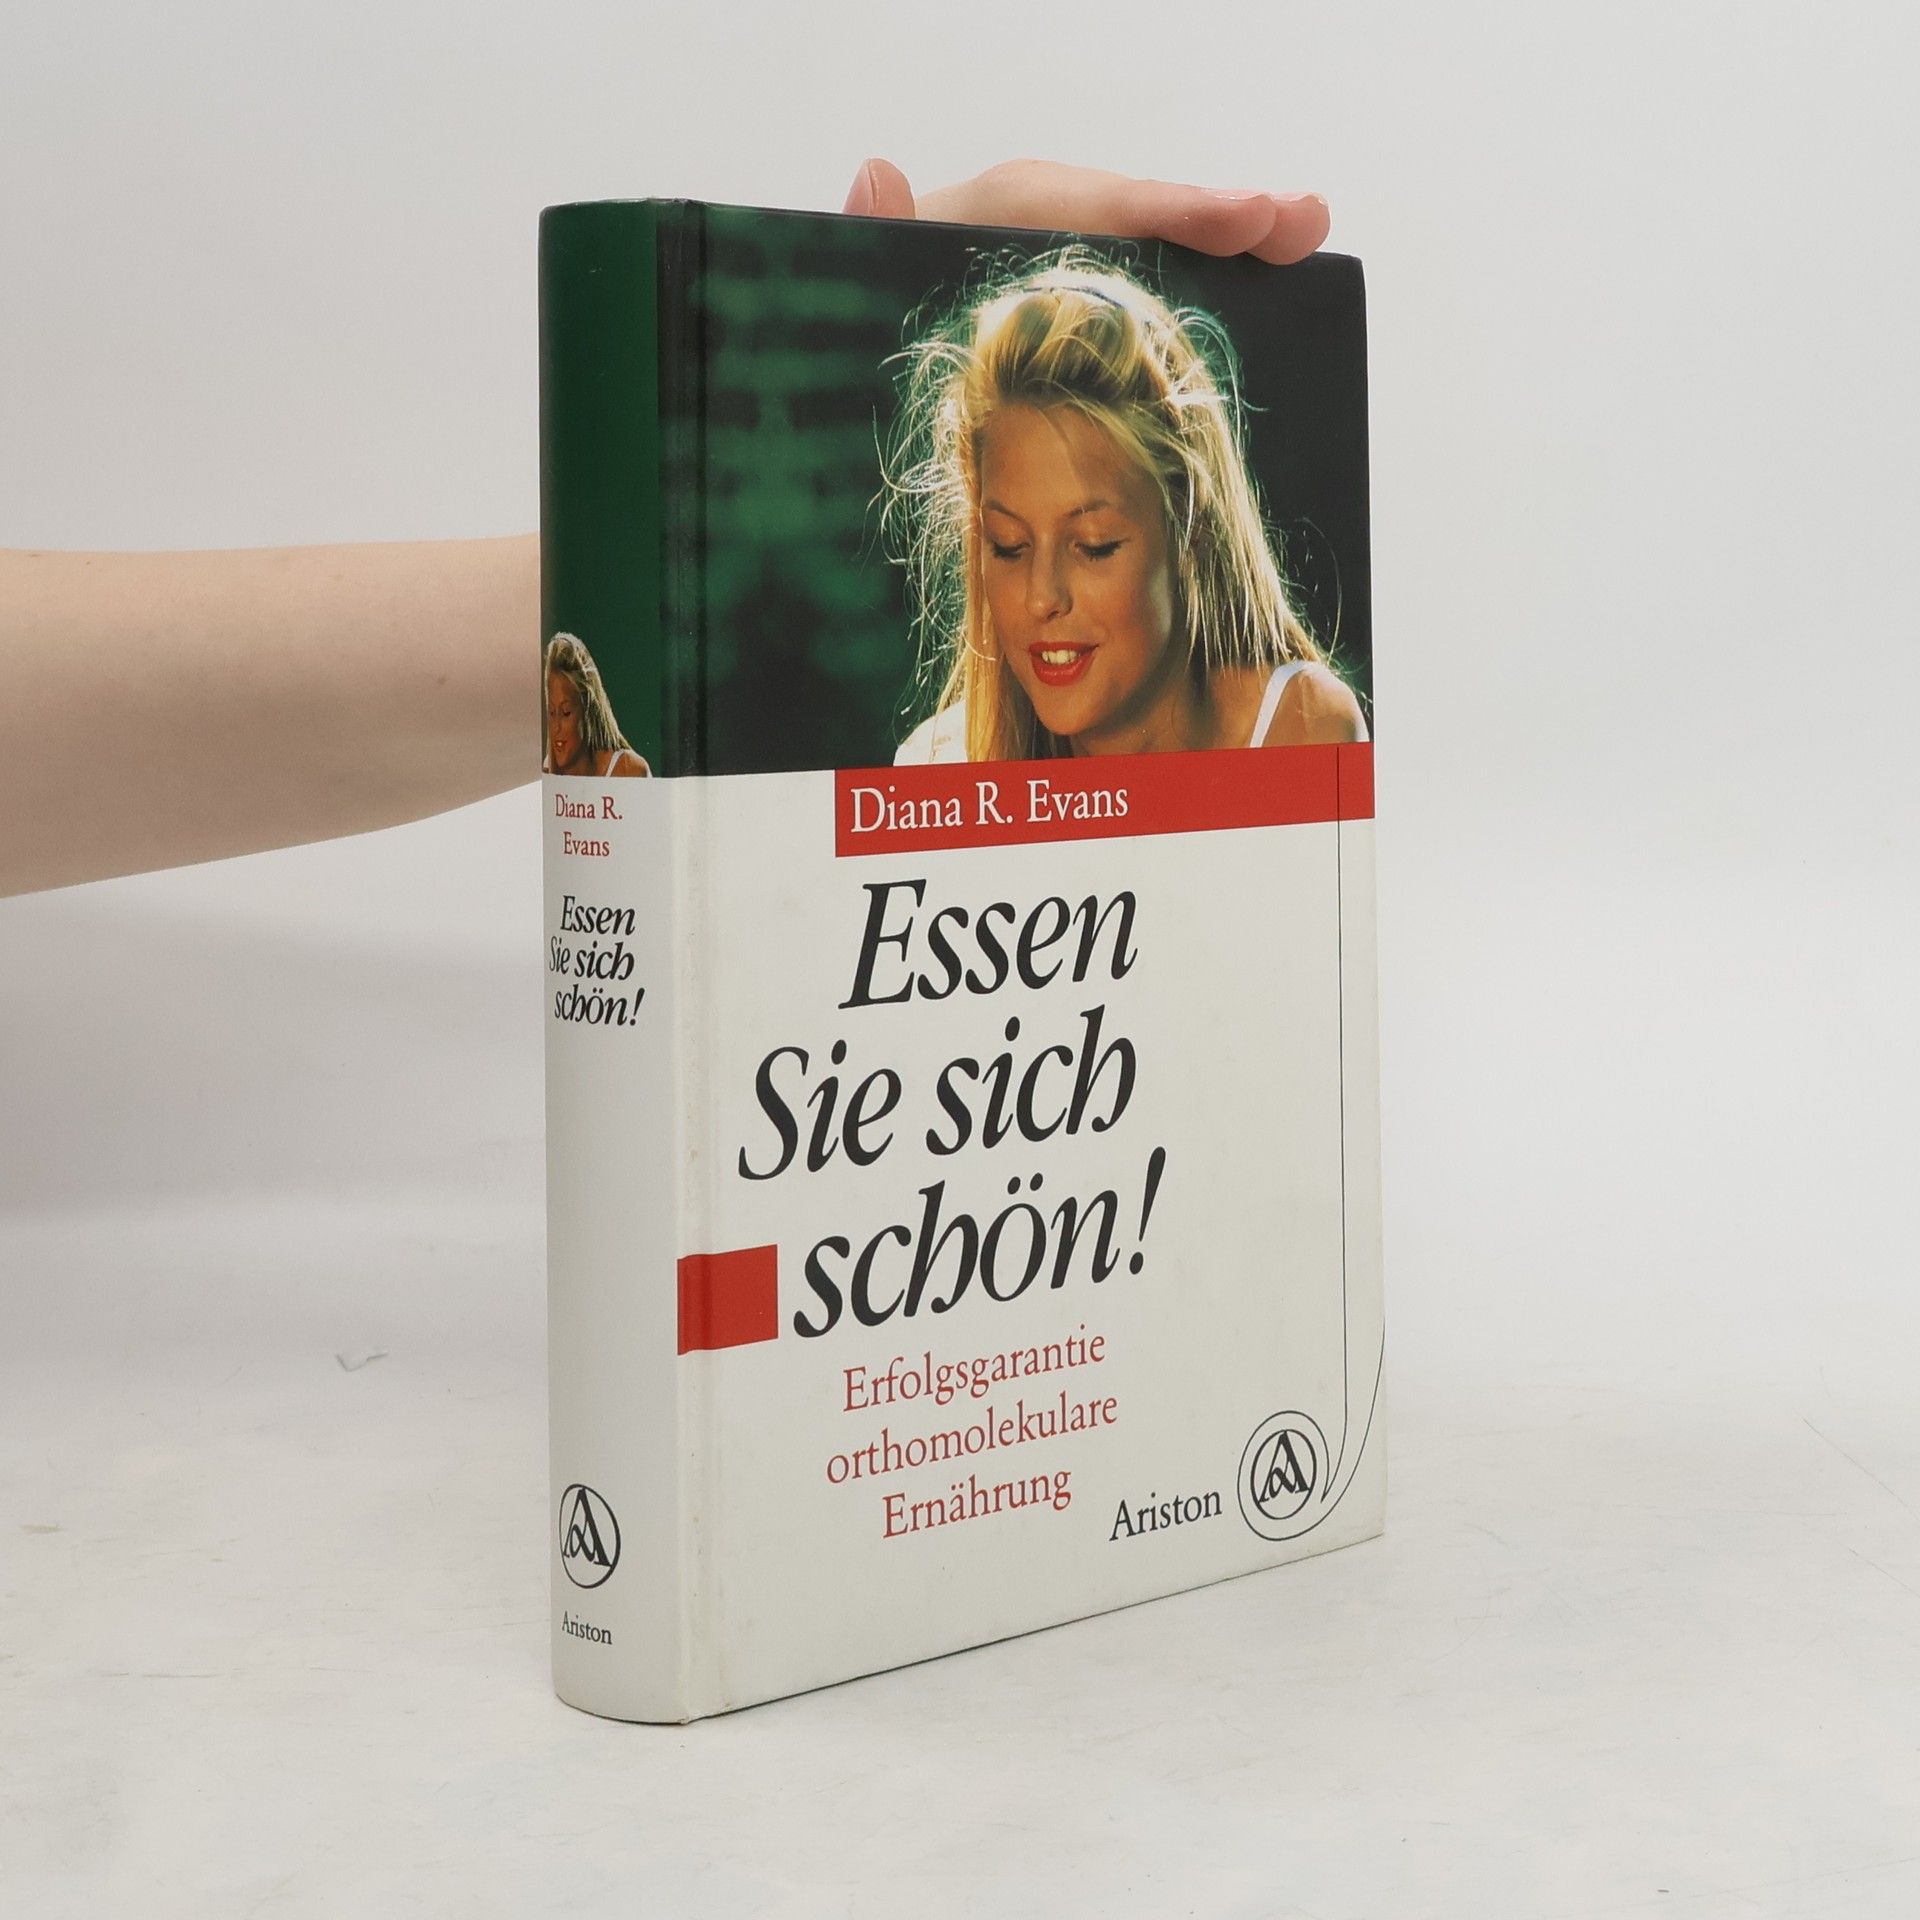 Diana R.
Evans
Essen
Sie sich
schön!
Ariston
Diana R. Evans
Essen
Sie sich
schön!
Erfolgsgarantie
orthomolekulare
Ernährung
Ariston